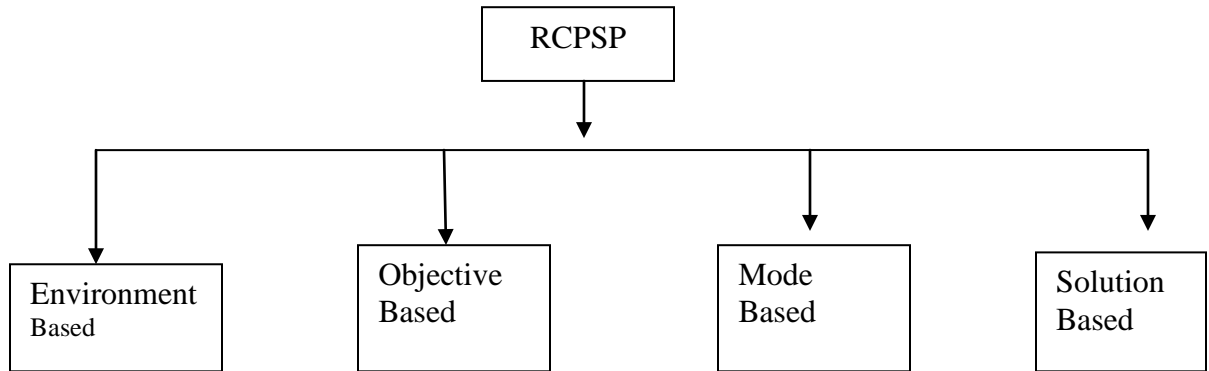 RCPSP
Environment
Based
Objective
Based
Mode
Based
Solution
Based